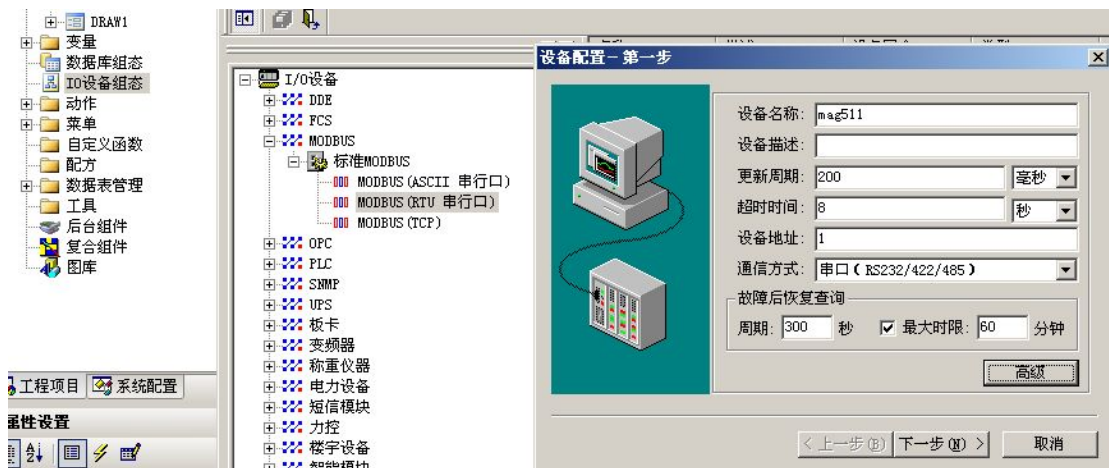 DRAW1
变量
数据库组态
IO设备组态
动作
菜单
自定义函数
配方
数据表管理
工具
后台组件
复合组件
图库
工程项目
系统配置
属性设置
I/O设备
DDE
FCS
MODBUS
标准MODBUS
MODBUS(ASCII 串行口)
MODBUS(RTU 串行口)
MODBUS(TCP)
OPC
PLC
SNMP
UPS
板卡
变频器
称重仪器
电力设备
短信模块
力控
楼宇设备
智能模块
设备配置－第一步
设备名称: mag511
设备描述:
更新周期: 200 毫秒
超时时间: 8 秒
设备地址: 1
通信方式: 串口(RS232/422/485)
故障后恢复查询
周期: 300 秒 最大时限: 60 分钟
高级
<上一步(B) 下一步(N) > 取消